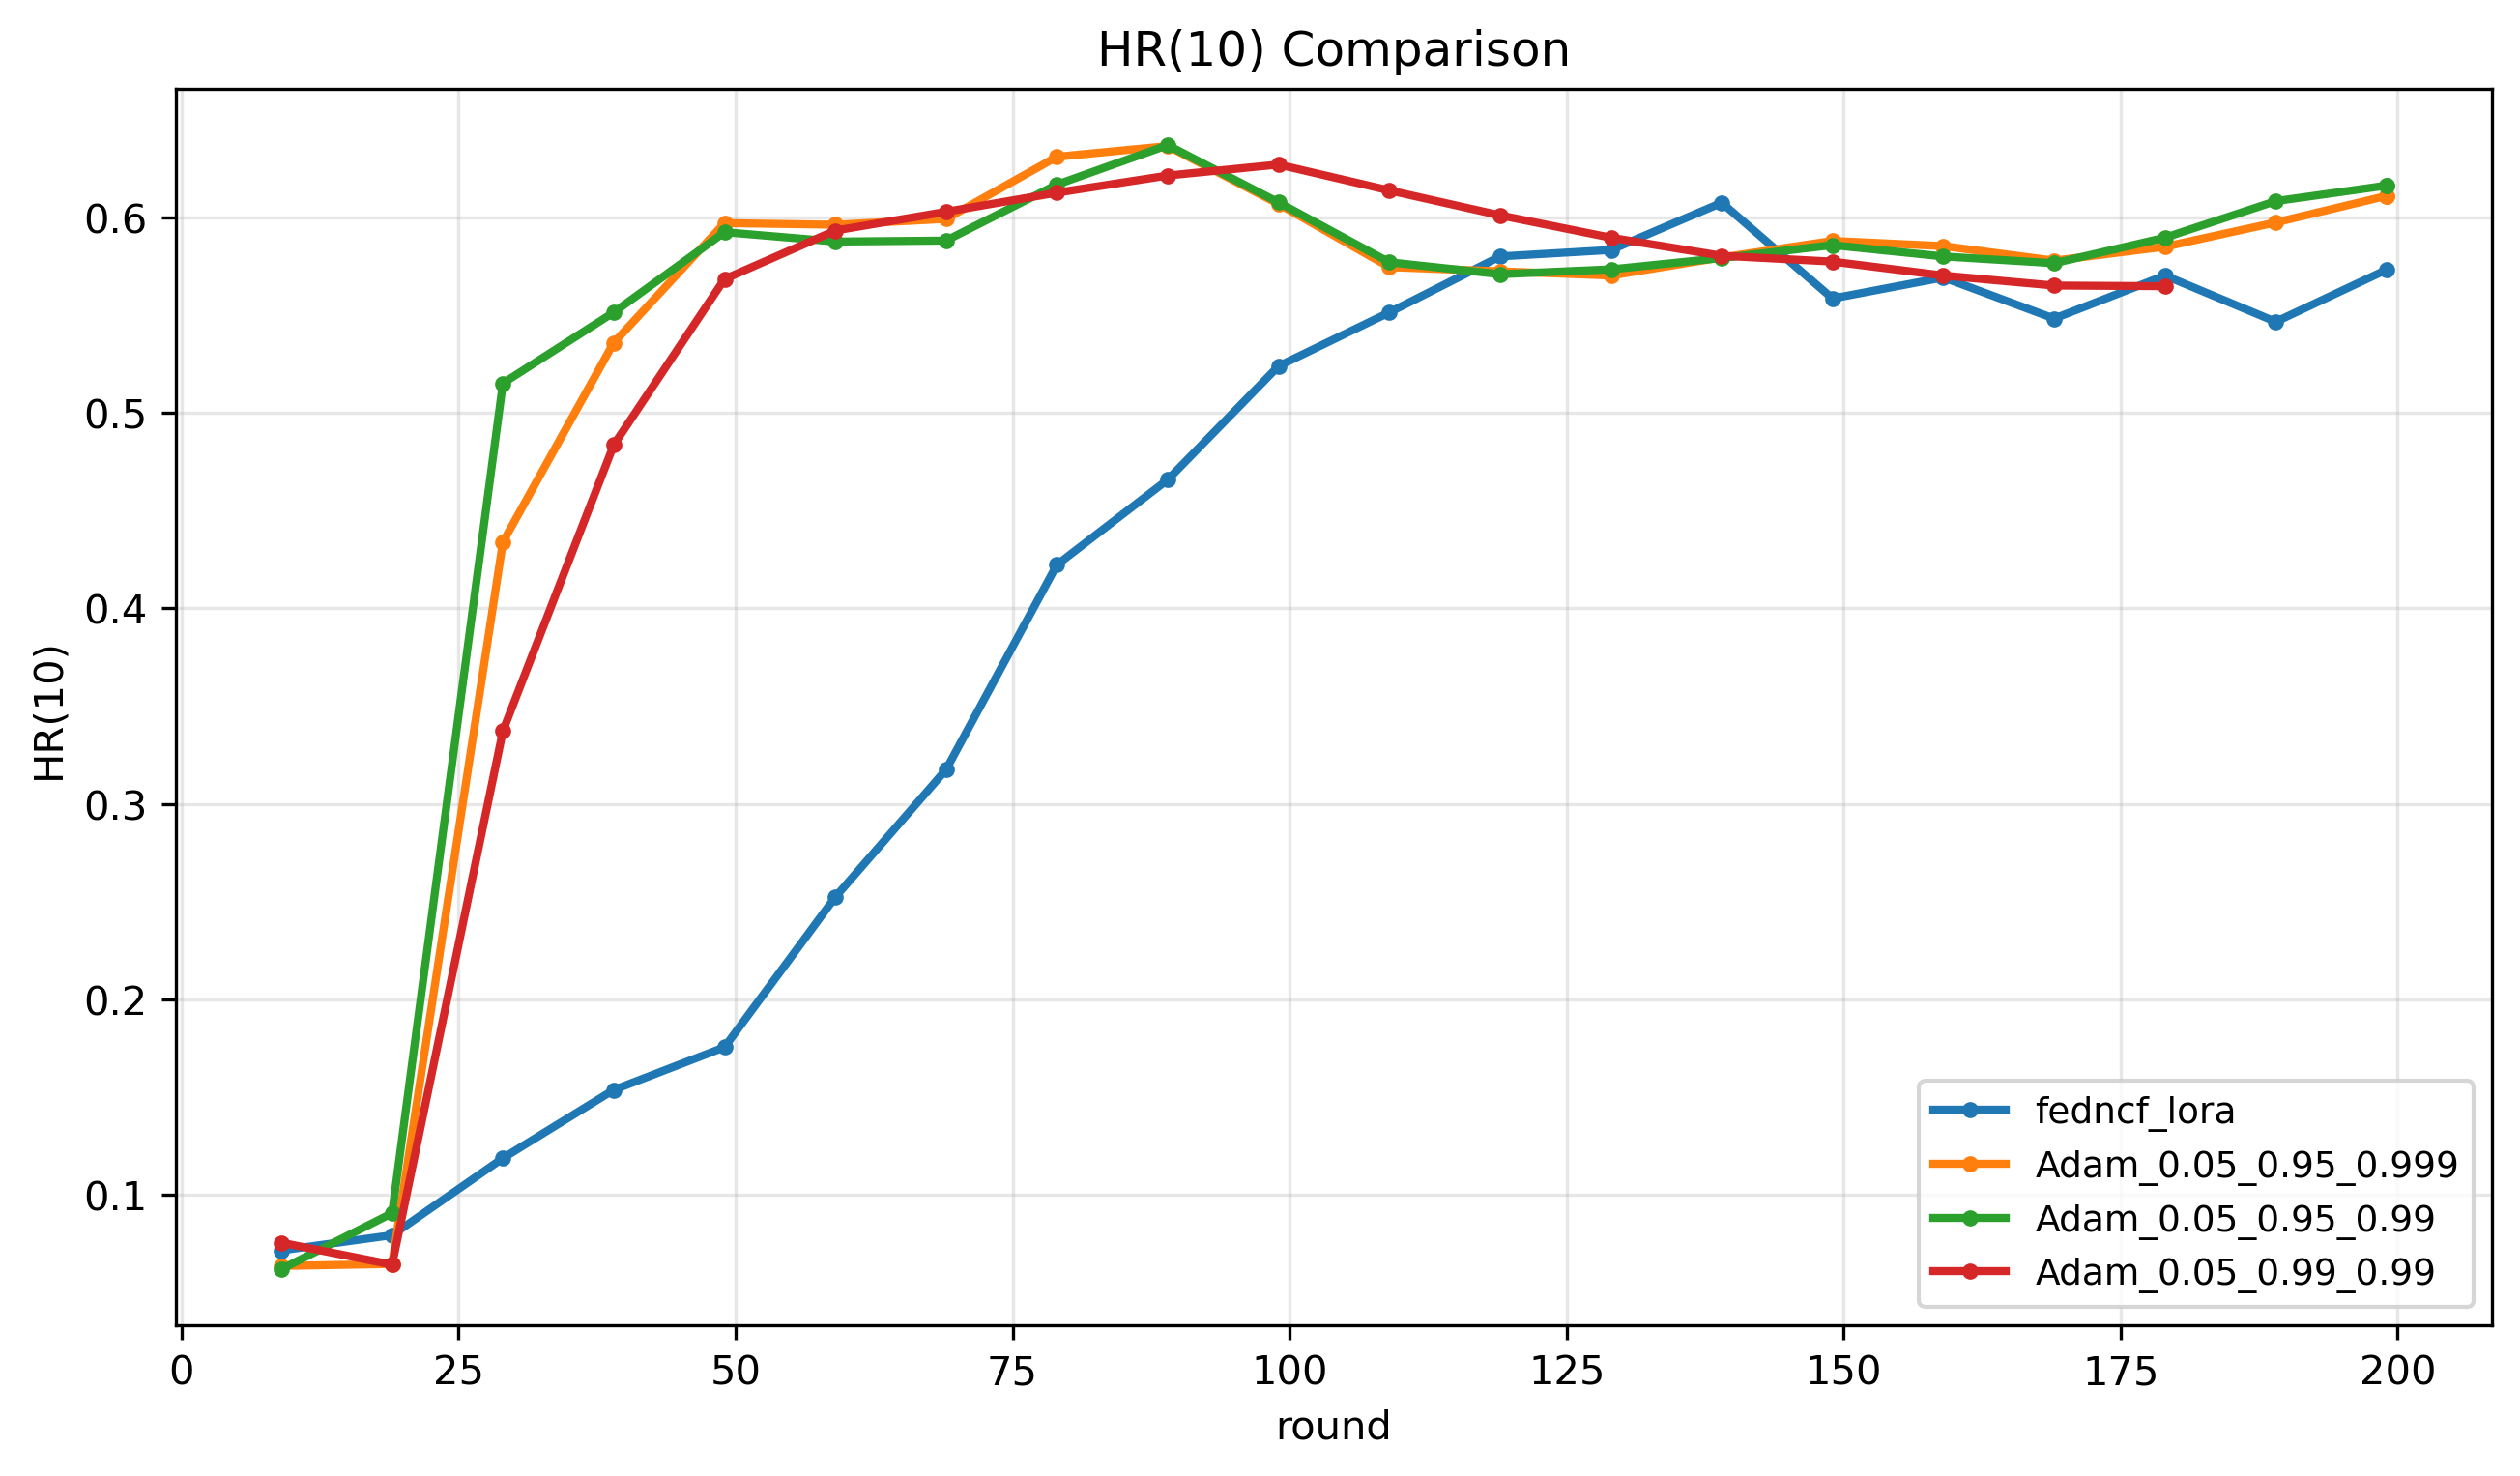 HR(10) Comparison
HR(10)
0.6
0.5
0.4
0.3
0.2
0.1
0 25 50 75 100 125 150 175 200
round
fedncf_lora
Adam_0.05_0.95_0.999
Adam_0.05_0.95_0.99
Adam_0.05_0.99_0.99